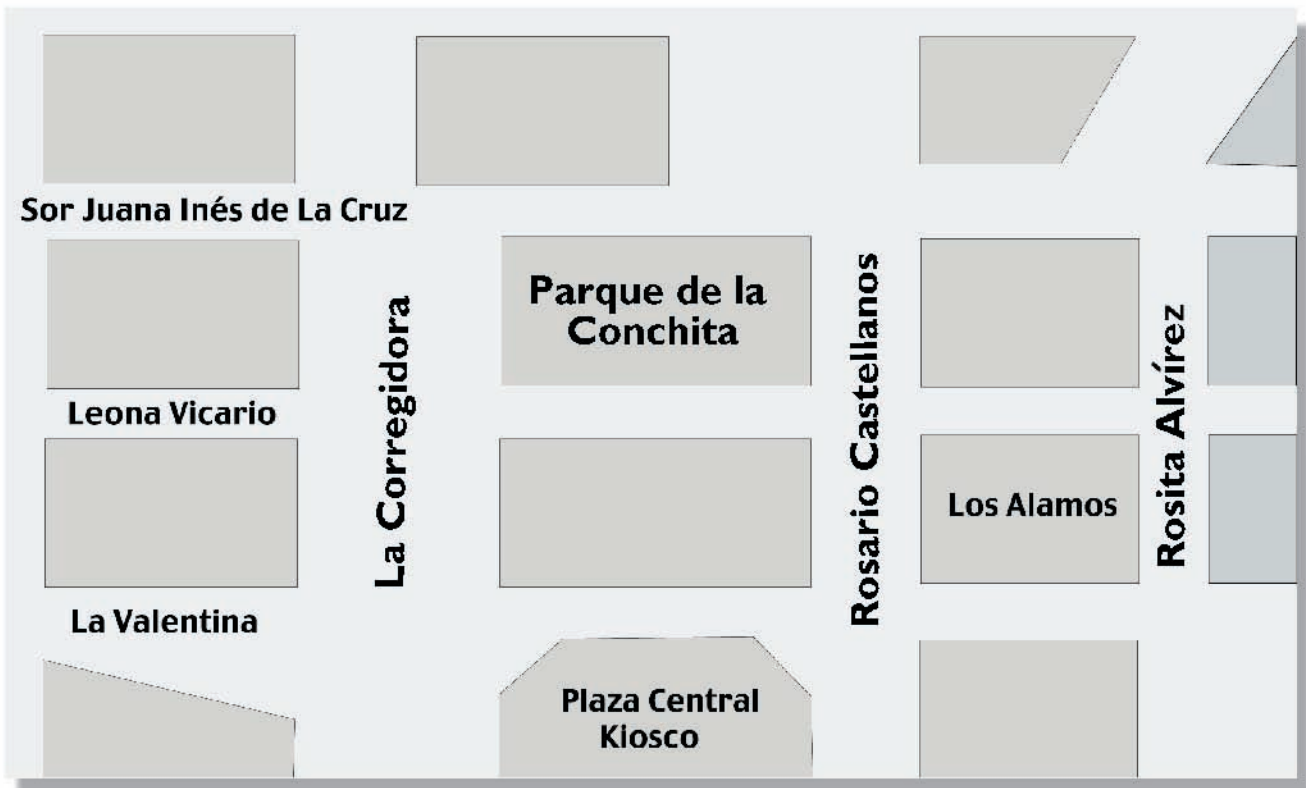 Sor Juana Inés de La Cruz
Parque de la
Conchita
Leona Vicario
La Corregidora
Rosario Castellanos
Rosita Alvírez
Los Alamos
La Valentina
Plaza Central
Kiosco